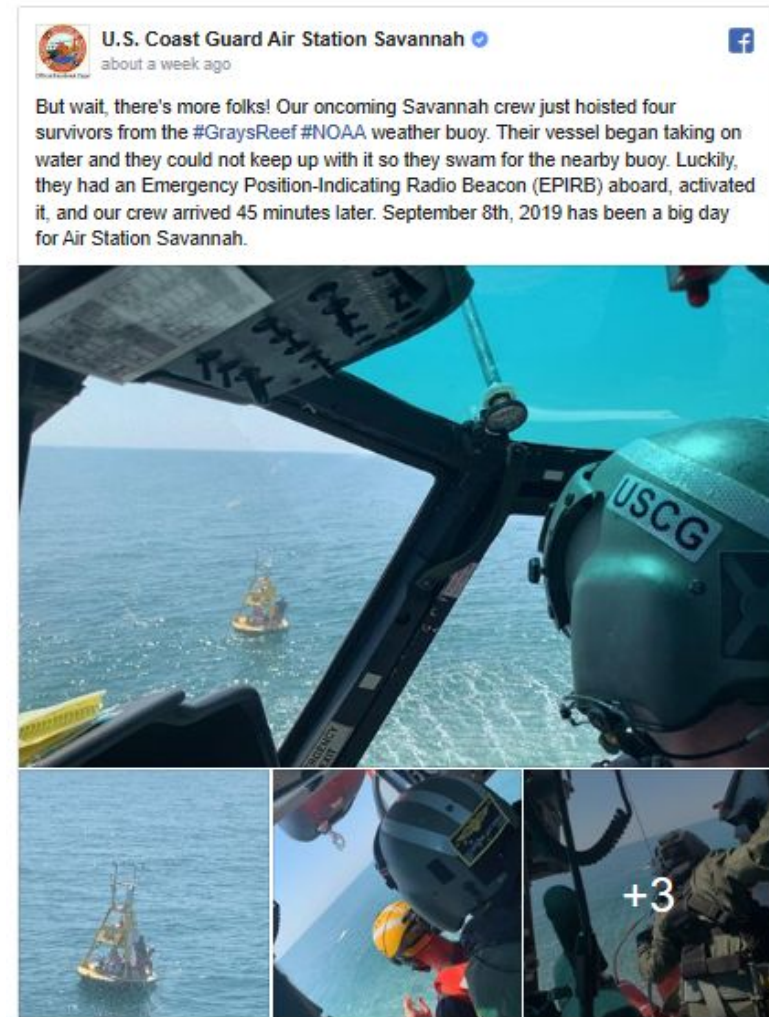 U.S. Coast Guard Air Station Savannah
about a week ago
But wait, there's more folks! Our oncoming Savannah crew just hoisted four
survivors from the #GraysReef #NOAA weather buoy. Their vessel began taking on
water and they could not keep up with it so they swam for the nearby buoy. Luckily,
they had an Emergency Position-Indicating Radio Beacon (EPIRB) aboard, activated
it, and our crew arrived 45 minutes later. September 8th, 2019 has been a big day
for Air Station Savannah.
USCG
EMERGENCY
EXIT
+3